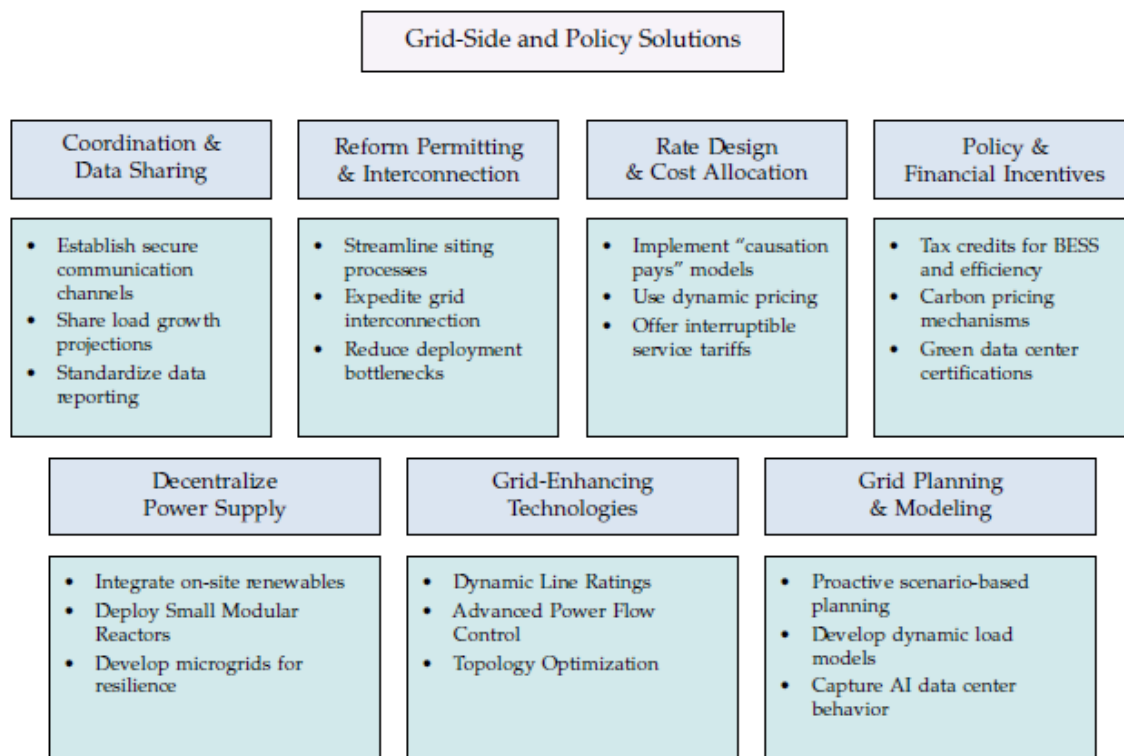 Grid-Side and Policy Solutions
Coordination &
Data Sharing
• Establish secure
communication
channels
• Share load growth
projections
• Standardize data
reporting
Reform Permitting
& Interconnection
• Streamline siting
processes
• Expedite grid
interconnection
• Reduce deployment
bottlenecks
Rate Design
& Cost Allocation
• Implement “causation
pays” models
• Use dynamic pricing
• Offer interruptible
service tariffs
Policy &
Financial Incentives
• Tax credits for BESS
and efficiency
• Carbon pricing
mechanisms
• Green data center
certifications
Decentralize
Power Supply
• Integrate on-site renewables
• Deploy Small Modular
Reactors
• Develop microgrids for
resilience
Grid-Enhancing
Technologies
• Dynamic Line Ratings
• Advanced Power Flow
Control
• Topology Optimization
Grid Planning
& Modeling
• Proactive scenario-based
planning
• Develop dynamic load
models
• Capture AI data center
behavior